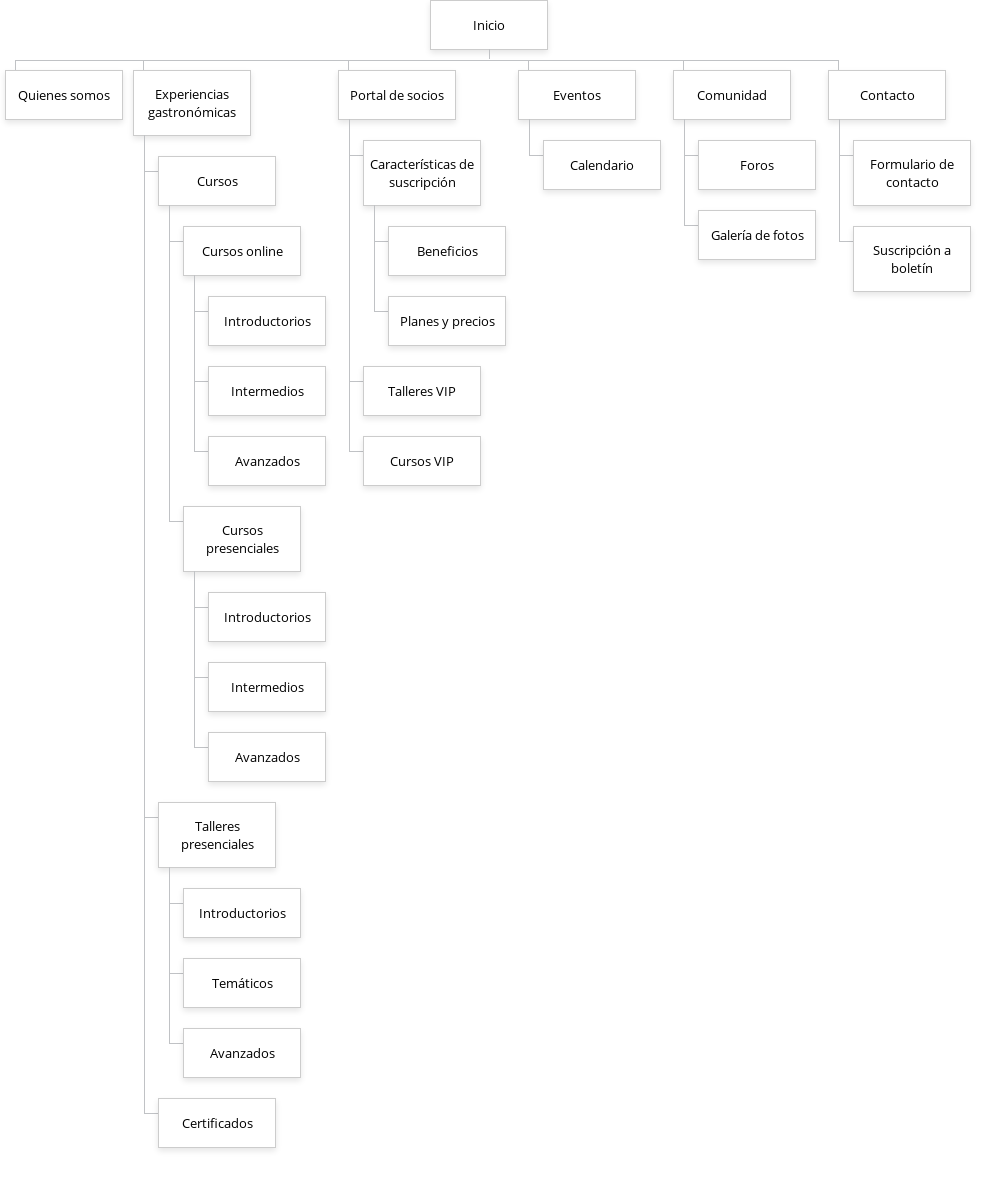 Inicio
Quienes somos
Experiencias
gastronómicas
Cursos
Cursos online
Introductorios
Intermedios
Avanzados
Cursos
presenciales
Introductorios
Intermedios
Avanzados
Talleres
presenciales
Introductorios
Temáticos
Avanzados
Certificados
Portal de socios
Características de
suscripción
Beneficios
Planes y precios
Talleres VIP
Cursos VIP
Eventos
Calendario
Comunidad
Foros
Galería de fotos
Contacto
Formulario de
contacto
Suscripción a
boletín